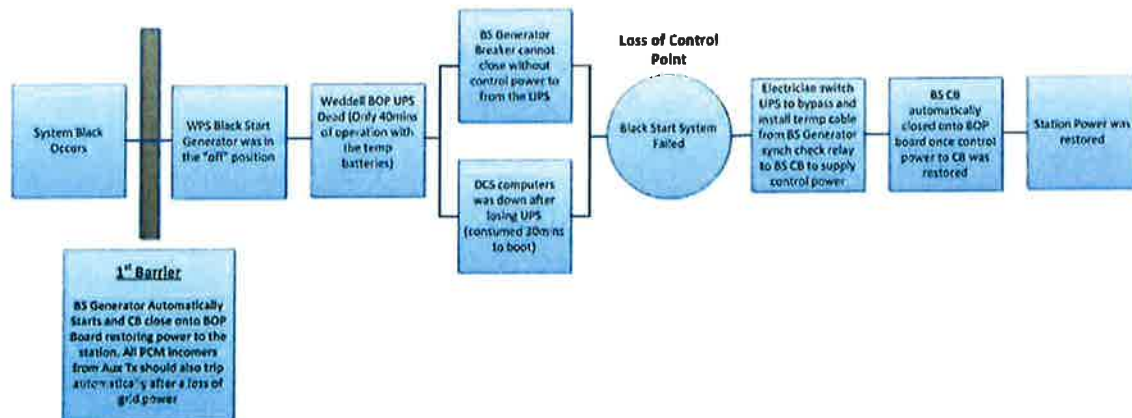 System Black
Occurs
1st Barrier
BS Generator Automatically
Starts and CB close onto BOP
Board restoring power to the
station. All PCM Incomers
from Aux Tx should also trip
automatically after a loss of
grid power
WPS Black Start
Generator was in
the "off" position
Weddell BOP UPS
Dead (Only 40mins
of operation with
the temp
batteries)
BS Generator
Breaker cannot
close without
control power to
from the UPS
DCS computers
was down after
losing UPS
(consumed 30mins
to boot)
Loss of Control
Point
Black Start System
Failed
Electrician switch
UPS to bypass and
install termp cable
from BS Generator
synch check relay
to BS CB to supply
control power
BS CB
automatically
closed onto BOP
board once control
power to CB was
restored
Station Power was
restored